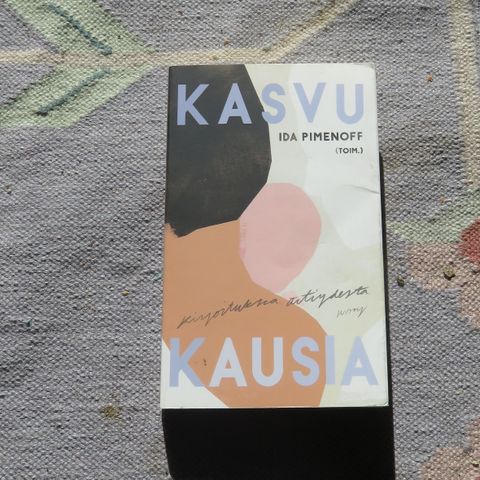 KASVU
IDA PIMENOFF
(TOIM.)
kirjoituksia äitiydestä
wsoy
KAUSIA